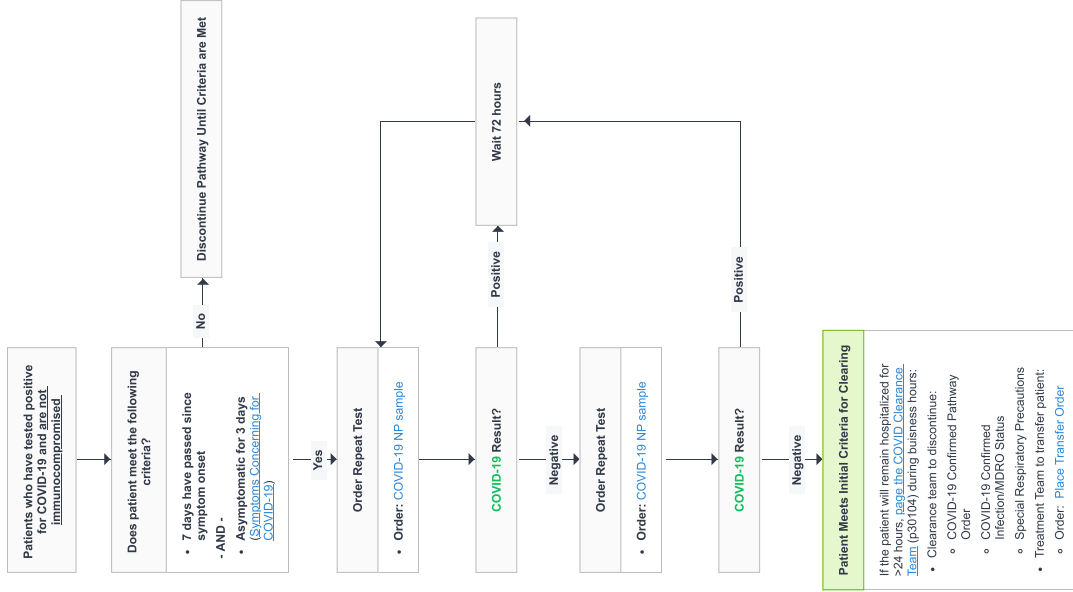 Patients who have tested positive
for COVID-19 and are not
immunocompromised
Does patient meet the following
criteria?
• 7 days have passed since
symptom onset
- AND -
• Asymptomatic for 3 days
(Symptoms Concerning for
COVID-19)
No
Discontinue Pathway Until Criteria are Met
Yes
Order Repeat Test
• Order: COVID-19 NP sample
COVID-19 Result?
Positive
Wait 72 hours
Negative
Order Repeat Test
• Order: COVID-19 NP sample
COVID-19 Result?
Positive
Negative
Patient Meets Initial Criteria for Clearing
If the patient will remain hospitalized for
>24 hours, page the COVID Clearance
Team (p30104) during buisness hours:
• Clearance team to discontinue:
○ COVID-19 Confirmed Pathway
Order
○ COVID-19 Confirmed
Infection/MDRO Status
○ Special Respiratory Precautions
• Treatment Team to transfer patient:
○ Order: Place Transfer Order